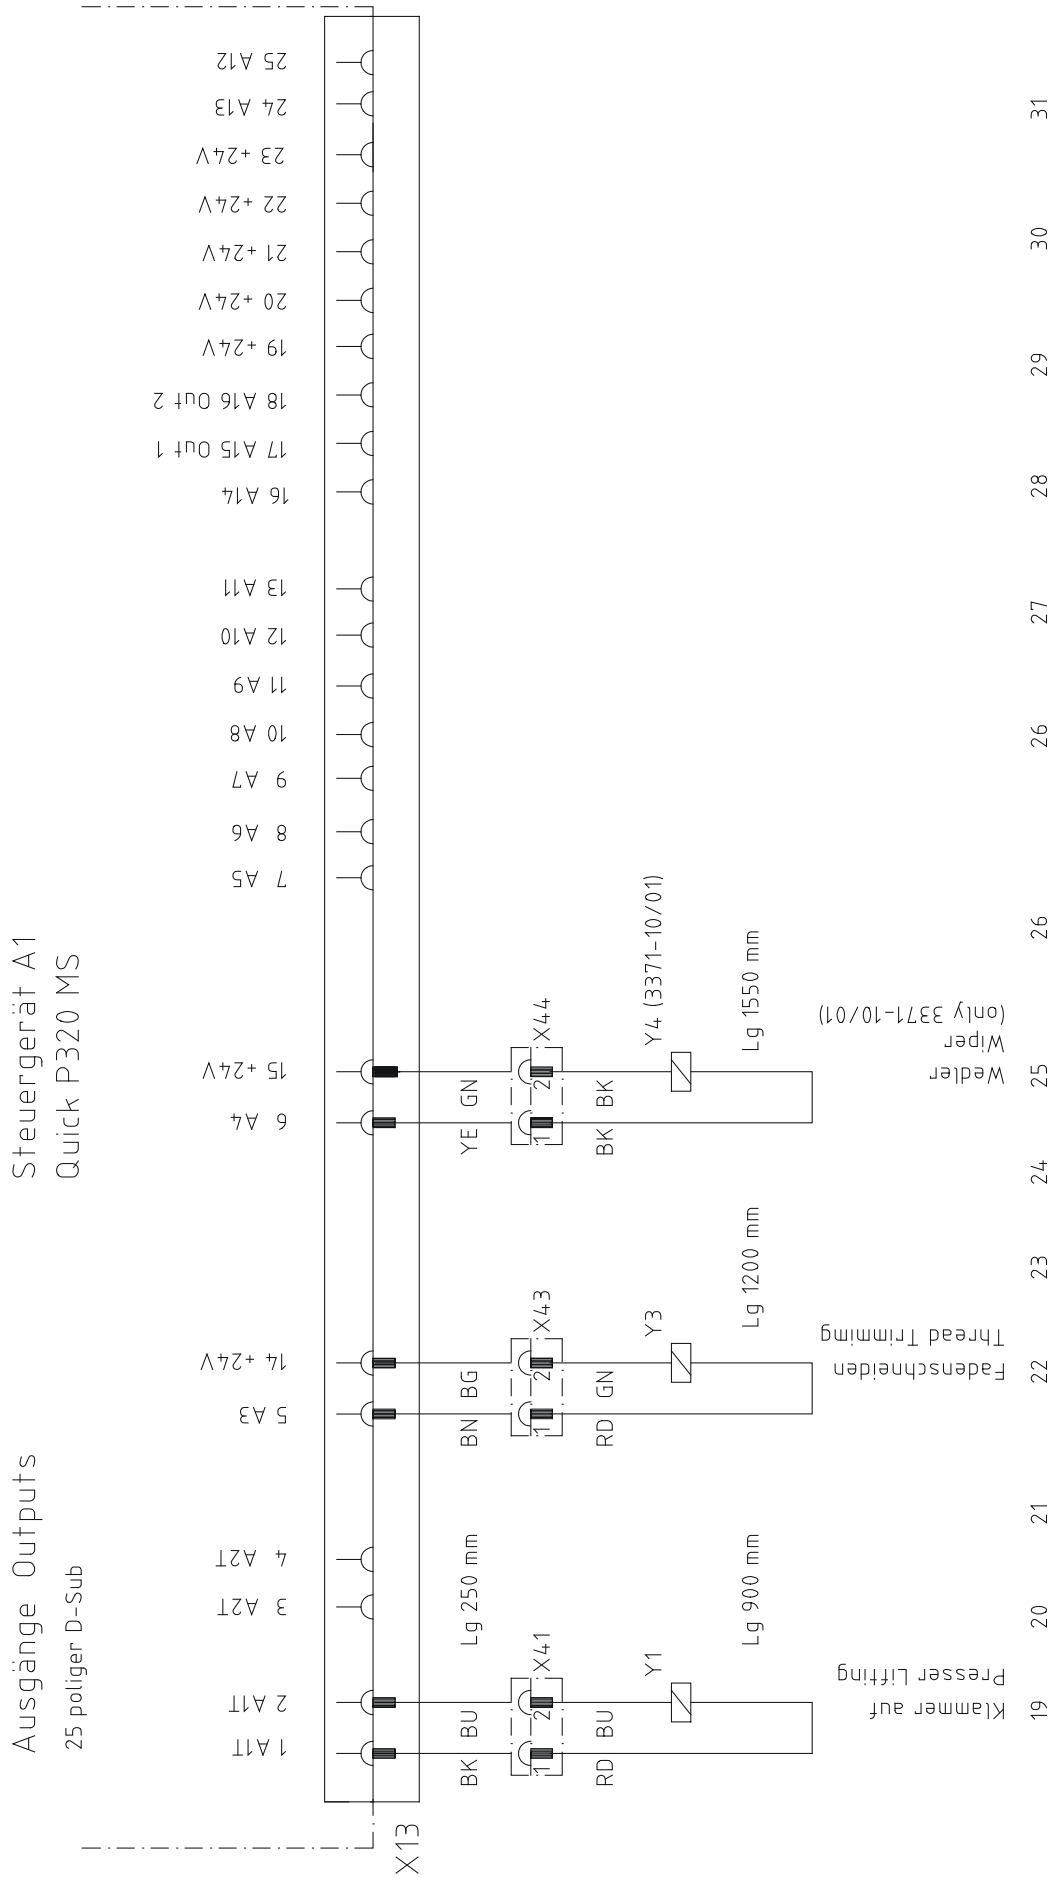 Ausgänge Outputs
25 poliger D-Sub
Steuergerät A1
Quick P320 MS
1 A1T
2 A1T
3 A2T
4 A2T
5 A3
14 +24V
6 A4
15 +24V
7 A5
8 A6
9 A7
10 A8
11 A9
12 A10
13 A11
16 A14
17 A15 Out 1
18 A16 Out 2
19 +24V
20 +24V
21 +24V
22 +24V
23 +24V
24 A13
25 A12
X13
BK BU
Lg 250 mm
BN BG
YE GN
1 2 X41
1 2 X43
1 2 X44
RD BU
RD GN
BK BK
Y1
Y3
Y4 (3371-10/01)
Lg 900 mm
Lg 1200 mm
Lg 1550 mm
Klammer auf
Presser Lifting
Fadenschneiden
Thread Trimmimg
Wedler
Wiper
(only 3371-10/01)
19 20 21 22 23 24 25 26 26 27 28 29 30 31